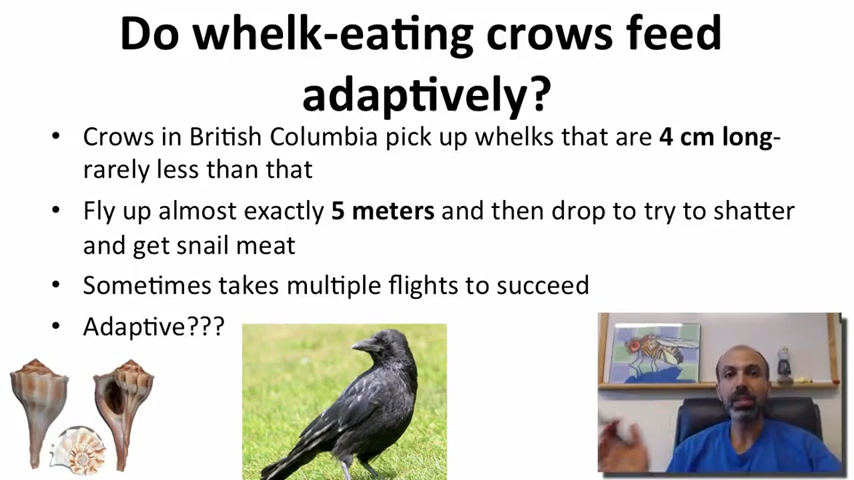 Do whelk-eating crows feed
adaptively?
• Crows in British Columbia pick up whelks that are 4 cm long-
rarely less than that
• Fly up almost exactly 5 meters and then drop to try to shatter
and get snail meat
• Sometimes takes multiple flights to succeed
• Adaptive???